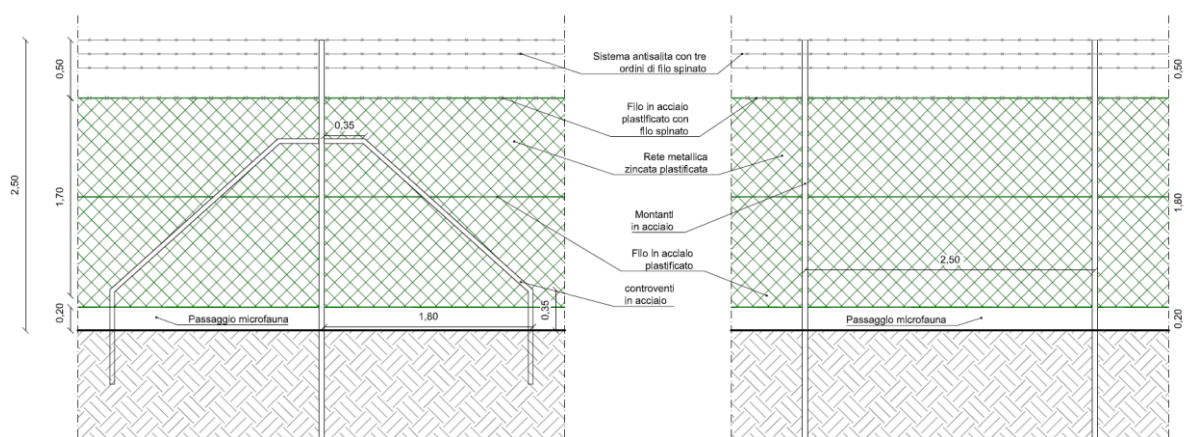 Sistema antisalita con tre
ordini di filo spinato
Filo in acciaio
plastificato con
filo spinato
Rete metallica
zincata plastificata
Montanti
in acciaio
Filo in acciaio
plastificato
controventi
in acciaio
2,50
0,50
1,70
0,20
0,35
1,80
0,35
Passaggio microfauna
2,50
Passaggio microfauna
0,50
1,80
0,20